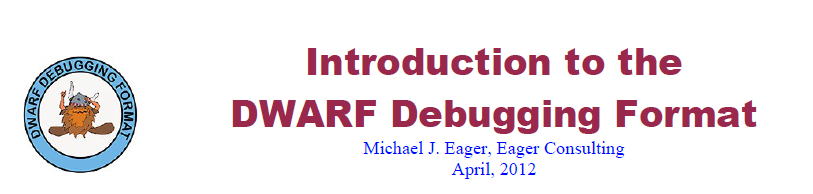 DWARF DEBUGGING FORMAT
Introduction to the
DWARF Debugging Format
Michael J. Eager, Eager Consulting
April, 2012